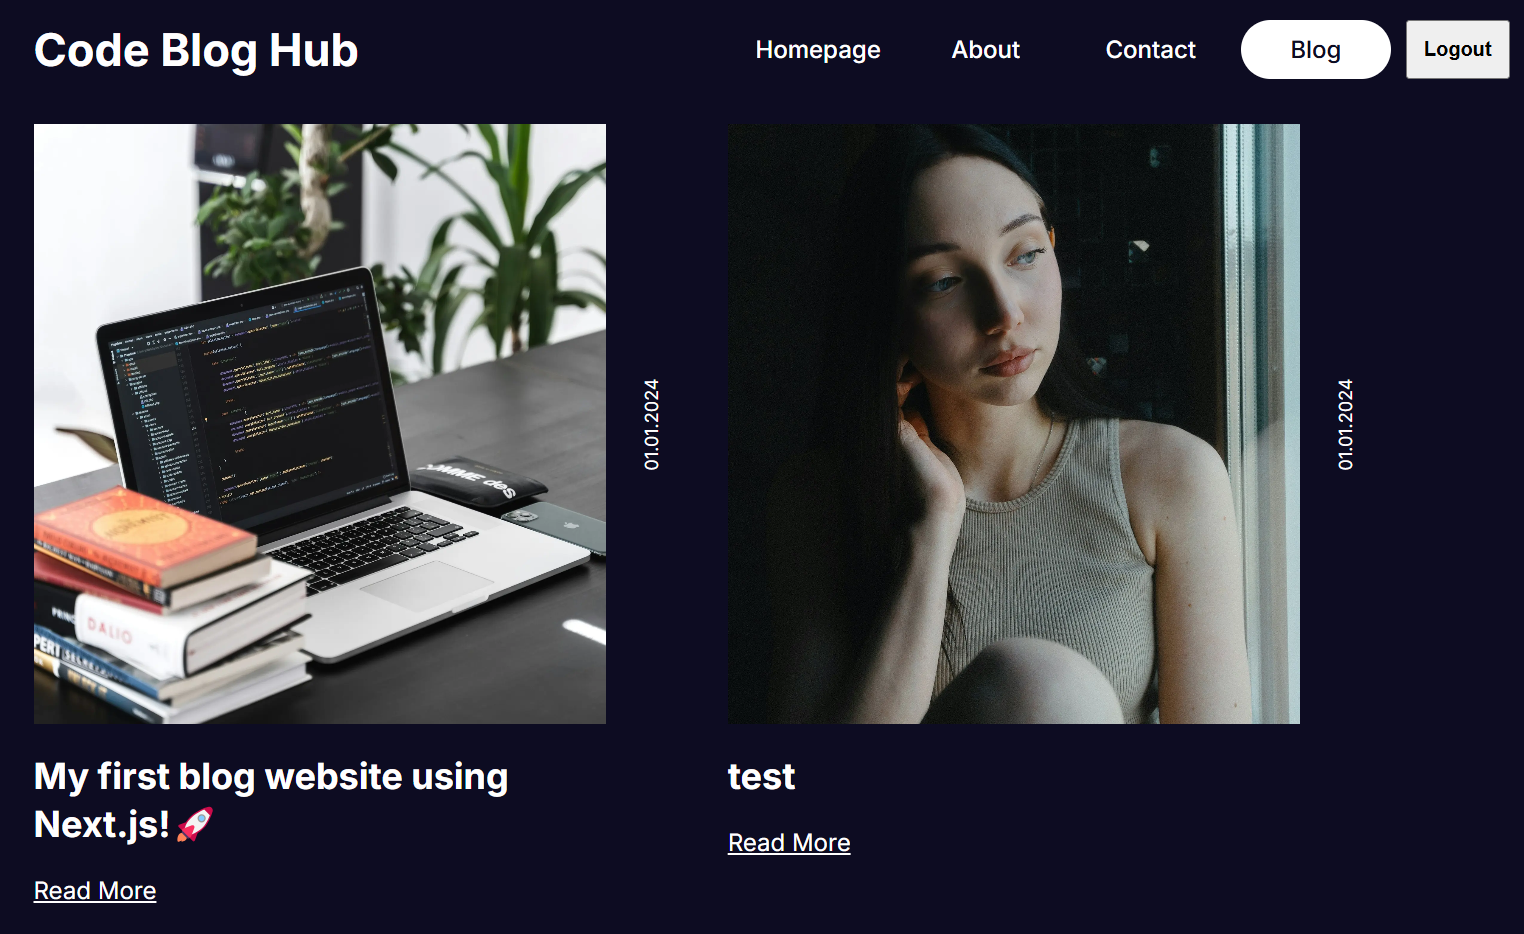 Code Blog Hub
Homepage About Contact Blog Logout
01.01.2024
01.01.2024
My first blog website using
Next.js!🚀
Read More
test
Read More
DALIO